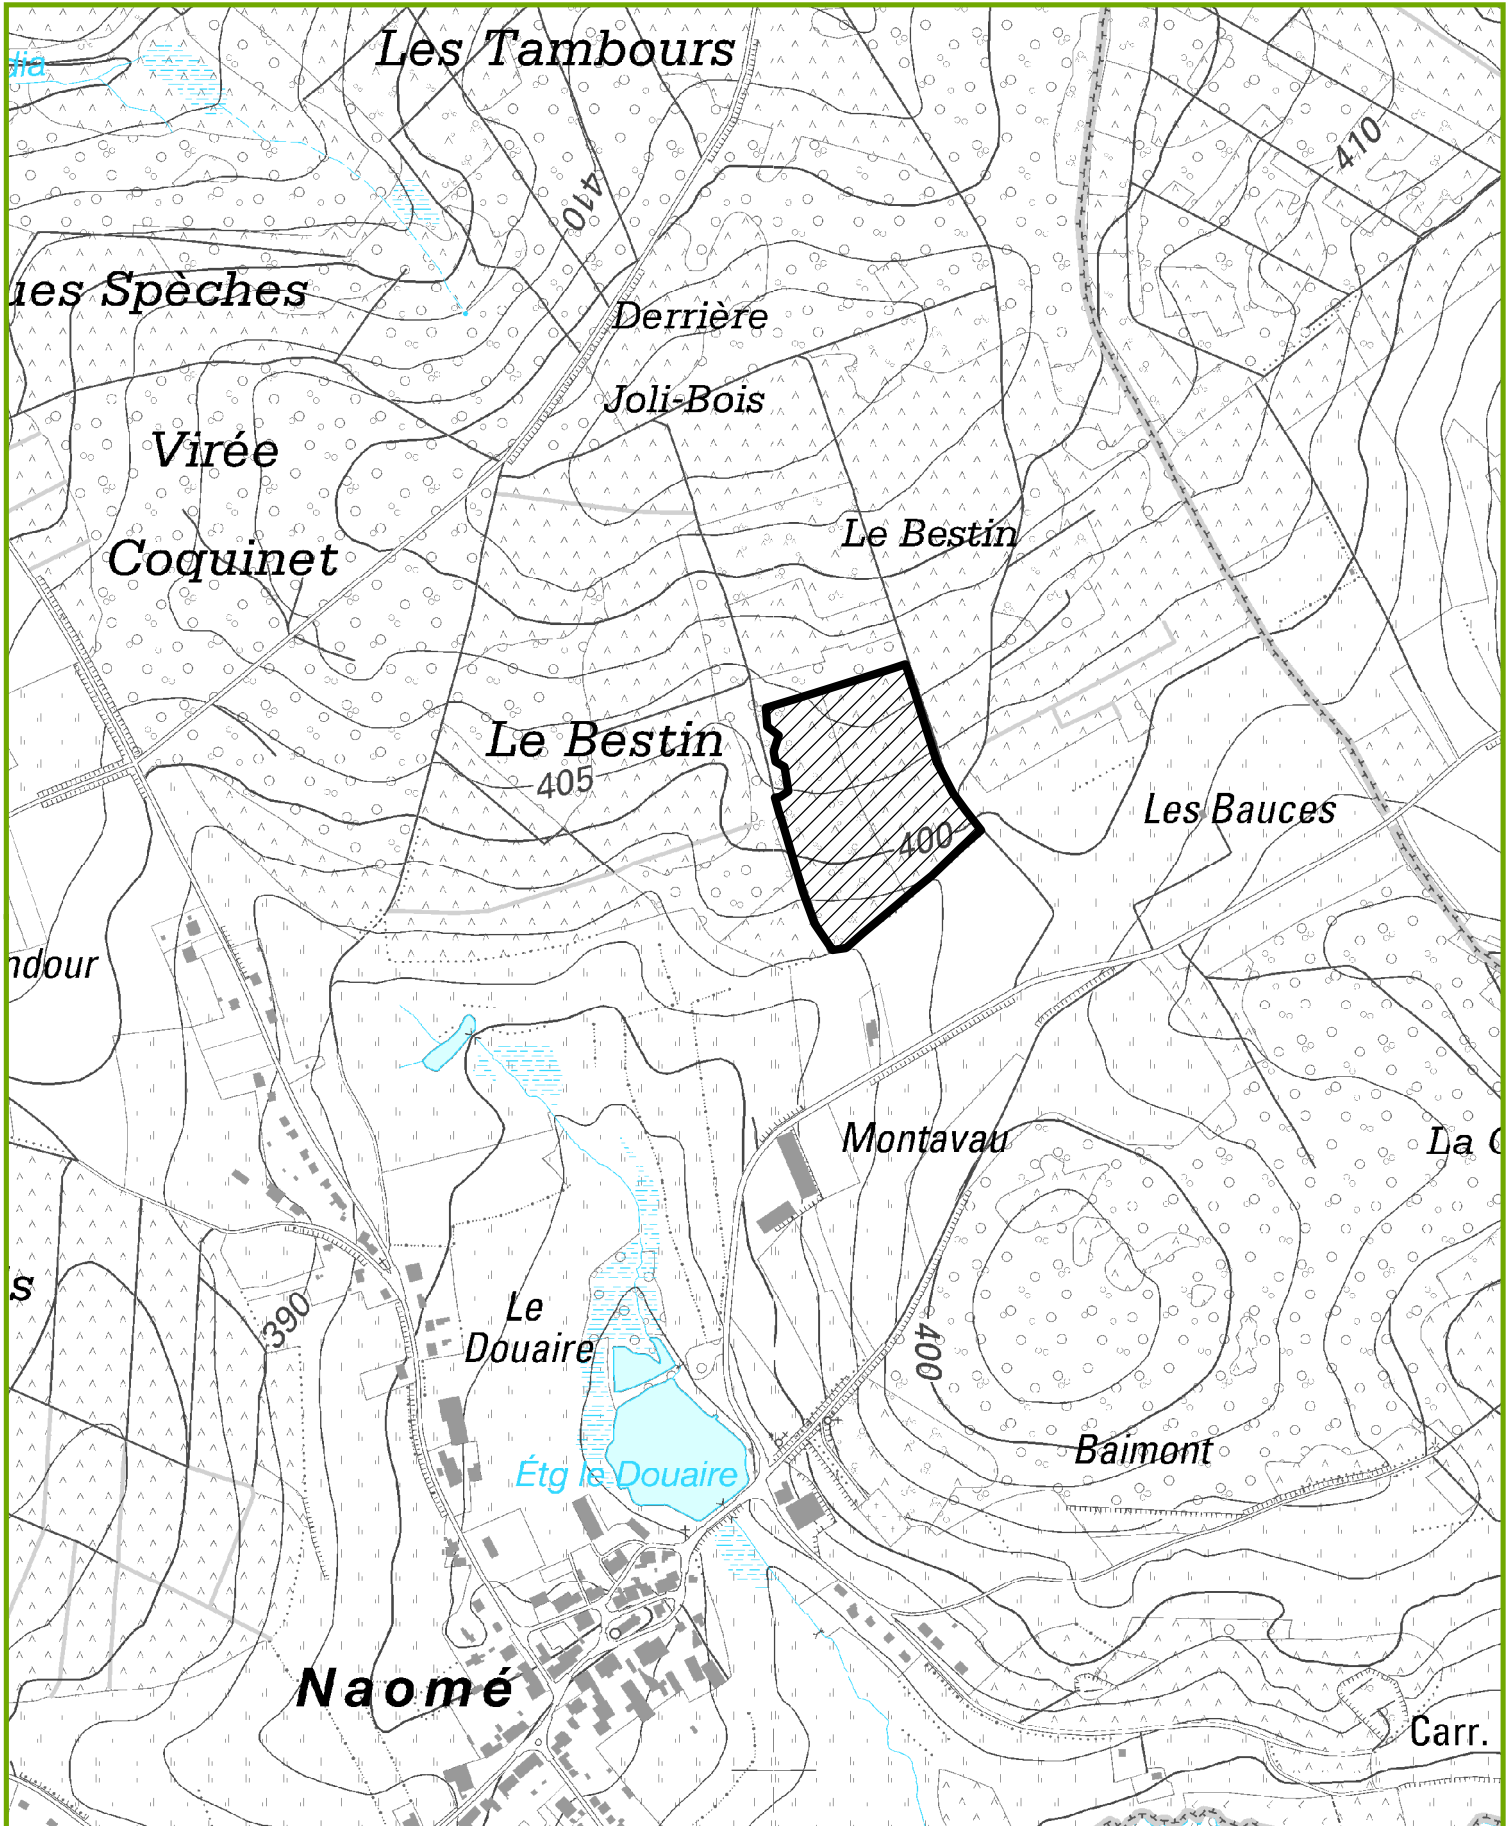 Les Tambours
dia
410
410
ues Spèches
Derrière
Joli-Bois
Virée
Coquinet
Le Bestin
Le Bestin
405
Les Bauces
400
ndour
Montavau
La C
s
Le
Douaire
390
400
Baimont
Étg le Douaire
Naomé
Carr.